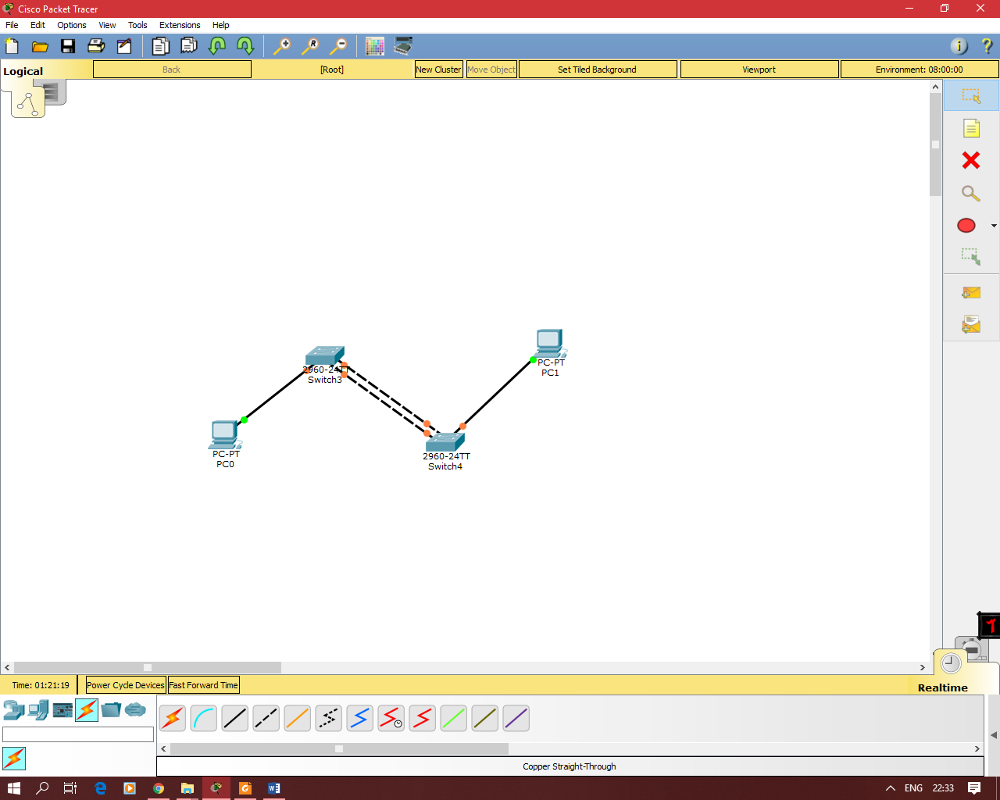 Cisco Packet Tracer
File Edit Options View Tools Extensions Help
Logical Back [Root] New Cluster Move Object Set Tiled Background Viewport Environment: 08:00:00
2960-24TT
Switch3
PC-PT
PC1
PC-PT
PC0
2960-24TT
Switch4
Time: 01:21:19 Power Cycle Devices Fast Forward Time Realtime
Copper Straight-Through
ENG 22:33